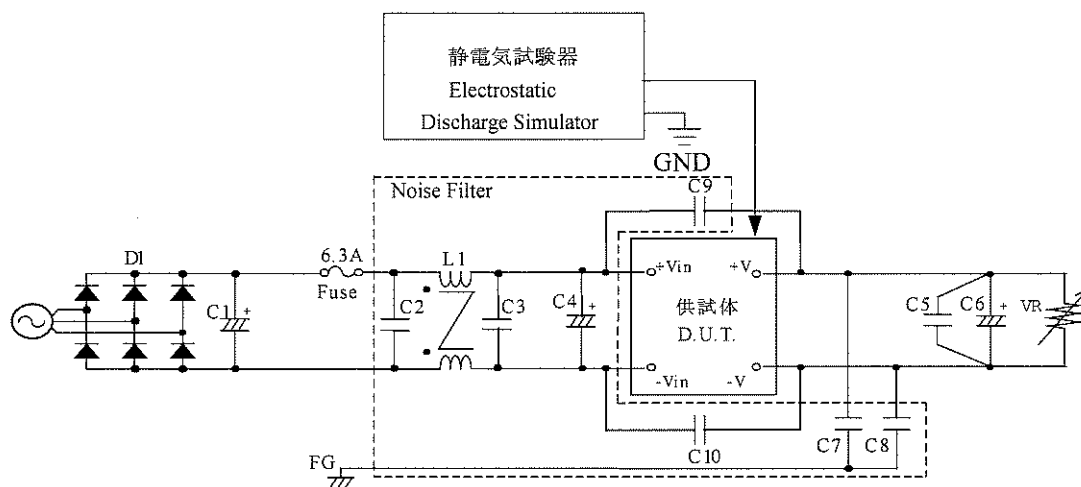 静電気試験器
Electrostatic
Discharge Simulator
GND
Noise Filter
C9
D1
6.3A
Fuse
L1
C1
+
C2
C3
C4
+
+Vin
+V
供試体
D.U.T.
-Vin
-V
C5
C6
+
VR
C10
C7
C8
FG